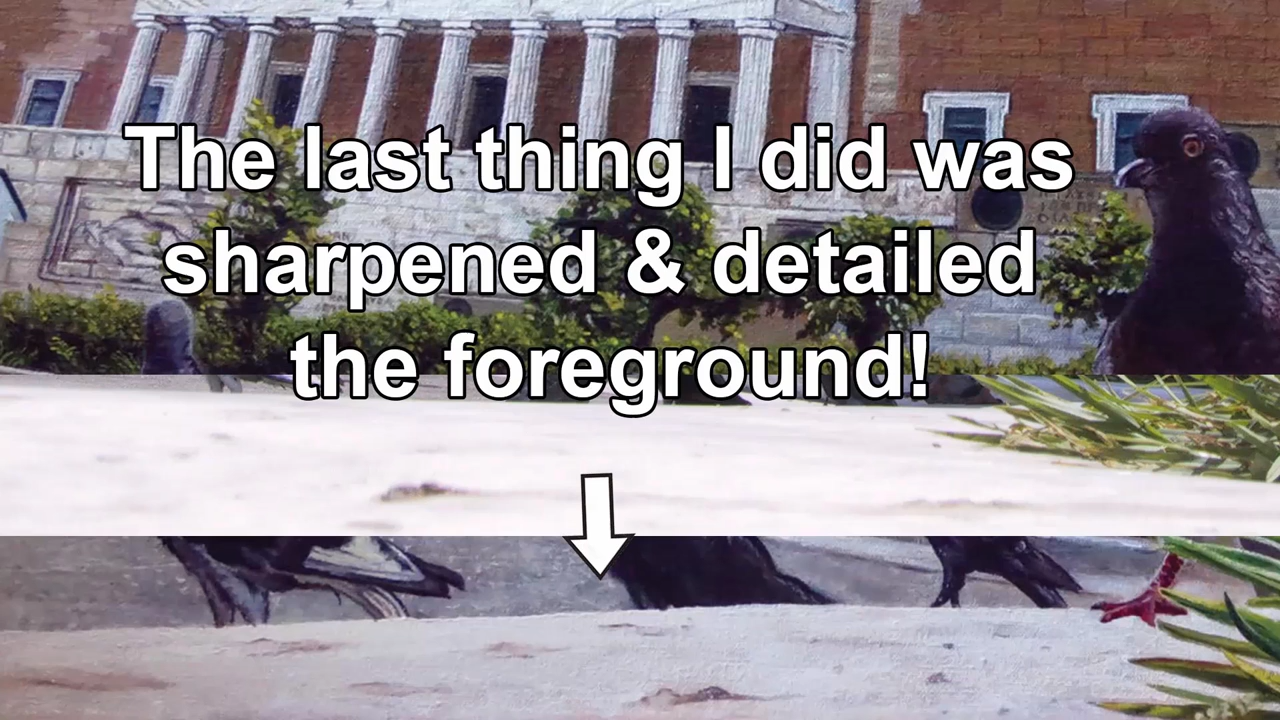 The last thing I did was
sharpened & detailed
the foreground!